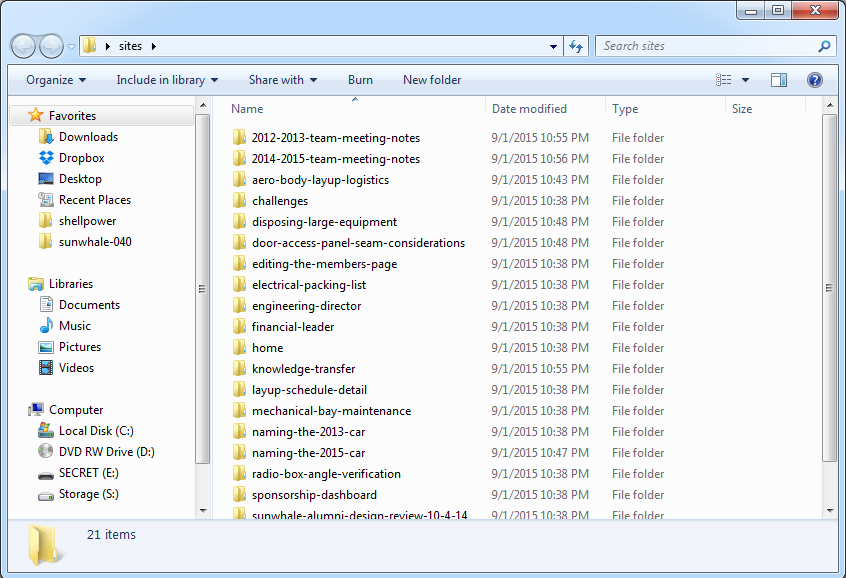 sites
Search sites
Organize Include in library Share with Burn New folder
Favorites
Downloads
Dropbox
Desktop
Recent Places
shellpower
sunwhale-040
Libraries
Documents
Music
Pictures
Videos
Computer
Local Disk (C:)
DVD RW Drive (D:)
SECRET (E:)
Storage (S:)
Name Date modified Type Size
2012-2013-team-meeting-notes 9/1/2015 10:55 PM File folder
2014-2015-team-meeting-notes 9/1/2015 10:56 PM File folder
aero-body-layup-logistics 9/1/2015 10:43 PM File folder
challenges 9/1/2015 10:38 PM File folder
disposing-large-equipment 9/1/2015 10:48 PM File folder
door-access-panel-seam-considerations 9/1/2015 10:48 PM File folder
editing-the-members-page 9/1/2015 10:38 PM File folder
electrical-packing-list 9/1/2015 10:38 PM File folder
engineering-director 9/1/2015 10:38 PM File folder
financial-leader 9/1/2015 10:38 PM File folder
home 9/1/2015 10:38 PM File folder
knowledge-transfer 9/1/2015 10:55 PM File folder
layup-schedule-detail 9/1/2015 10:38 PM File folder
mechanical-bay-maintenance 9/1/2015 10:38 PM File folder
naming-the-2013-car 9/1/2015 10:38 PM File folder
naming-the-2015-car 9/1/2015 10:47 PM File folder
radio-box-angle-verification 9/1/2015 10:38 PM File folder
sponsorship-dashboard 9/1/2015 10:38 PM File folder
sunwhale-alumni-design-review-10-4-14 9/1/2015 10:38 PM File folder
21 items